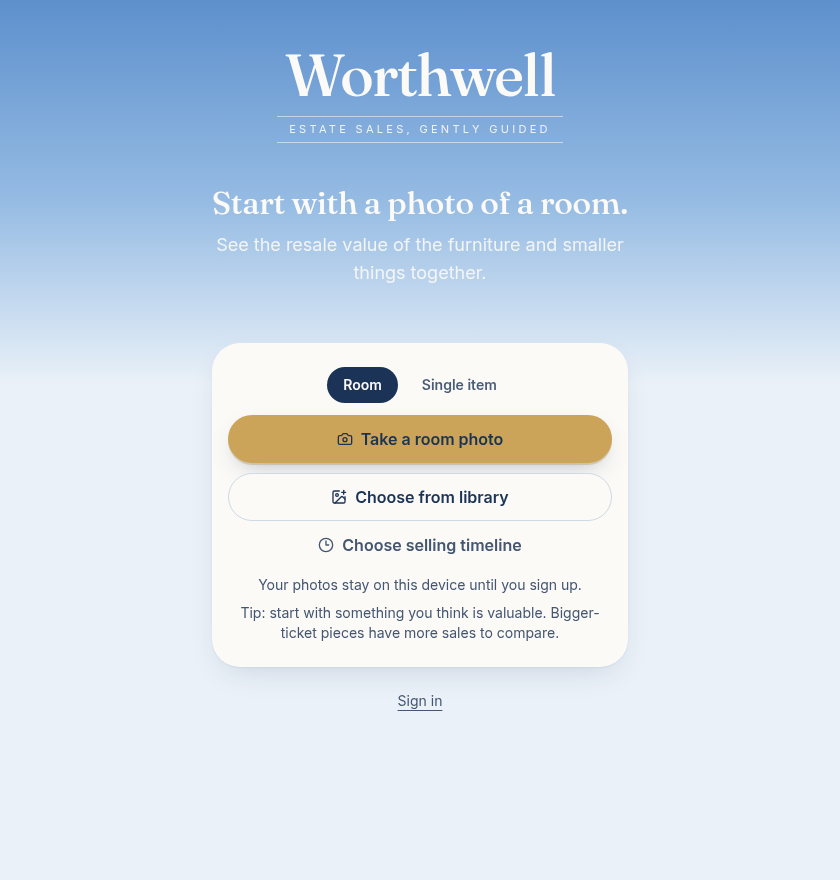 Worthwell
ESTATE SALES, GENTLY GUIDED
Start with a photo of a room.
See the resale value of the furniture and smaller
things together.
Room
Single item
Take a room photo
Choose from library
Choose selling timeline
Your photos stay on this device until you sign up.
Tip: start with something you think is valuable. Bigger-
ticket pieces have more sales to compare.
Sign in